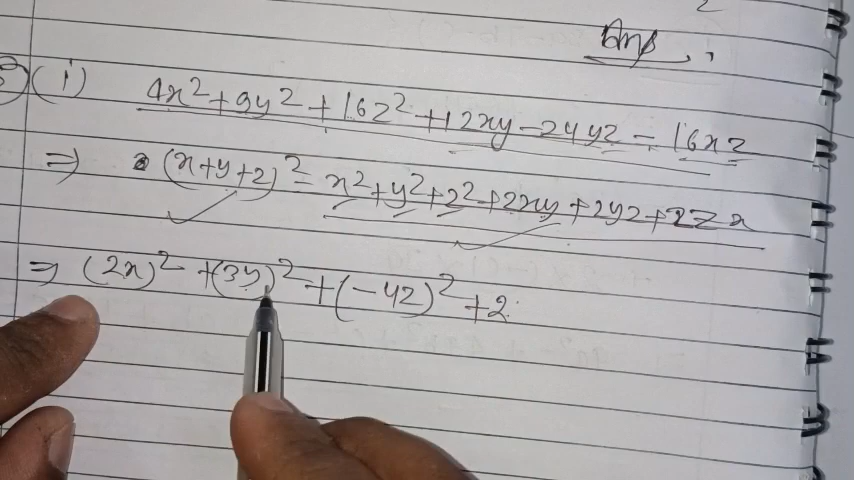 Ans
(i) 4x² + 9y² + 16z² + 12xy - 24yz - 16xz
⇒ (x+y+z)² = x² + y² + z² + 2xy + 2yz + 2zx
⇒ (2x)² + (3y)² + (-4z)² + 2